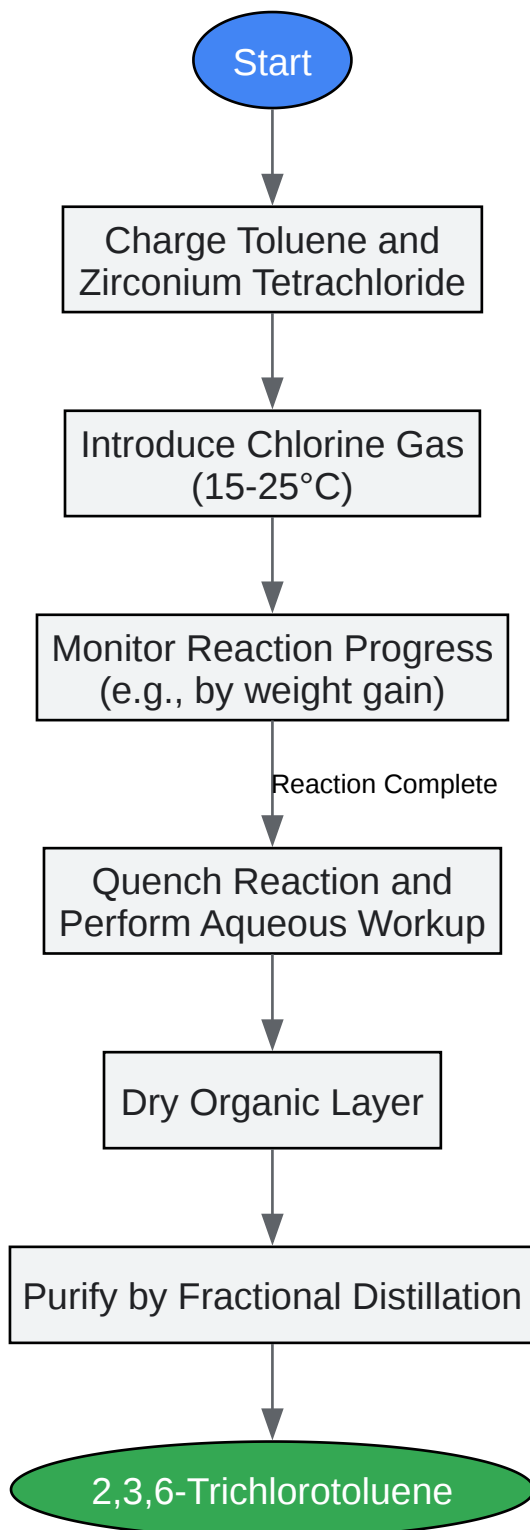 Start
Charge Toluene and
Zirconium Tetrachloride
Introduce Chlorine Gas
(15-25°C)
Monitor Reaction Progress
(e.g., by weight gain)
Reaction Complete
Quench Reaction and
Perform Aqueous Workup
Dry Organic Layer
Purify by Fractional Distillation
2,3,6-Trichlorotoluene